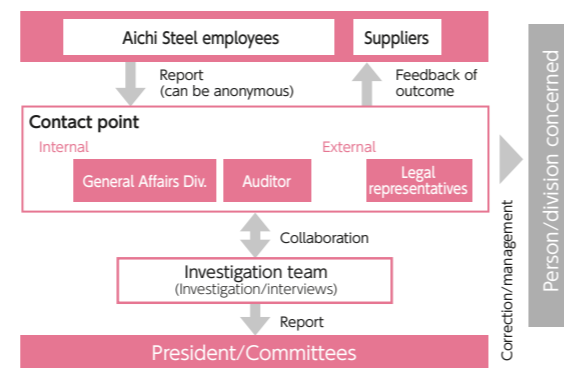 Aichi Steel employees
Suppliers
Report
(can be anonymous)
Feedback of
outcome
Contact point
Internal
External
General Affairs Div.
Auditor
Legal
representatives
Collaboration
Investigation team
(Investigation/interviews)
Report
President/Committees
Correction/management
Person/division concerned